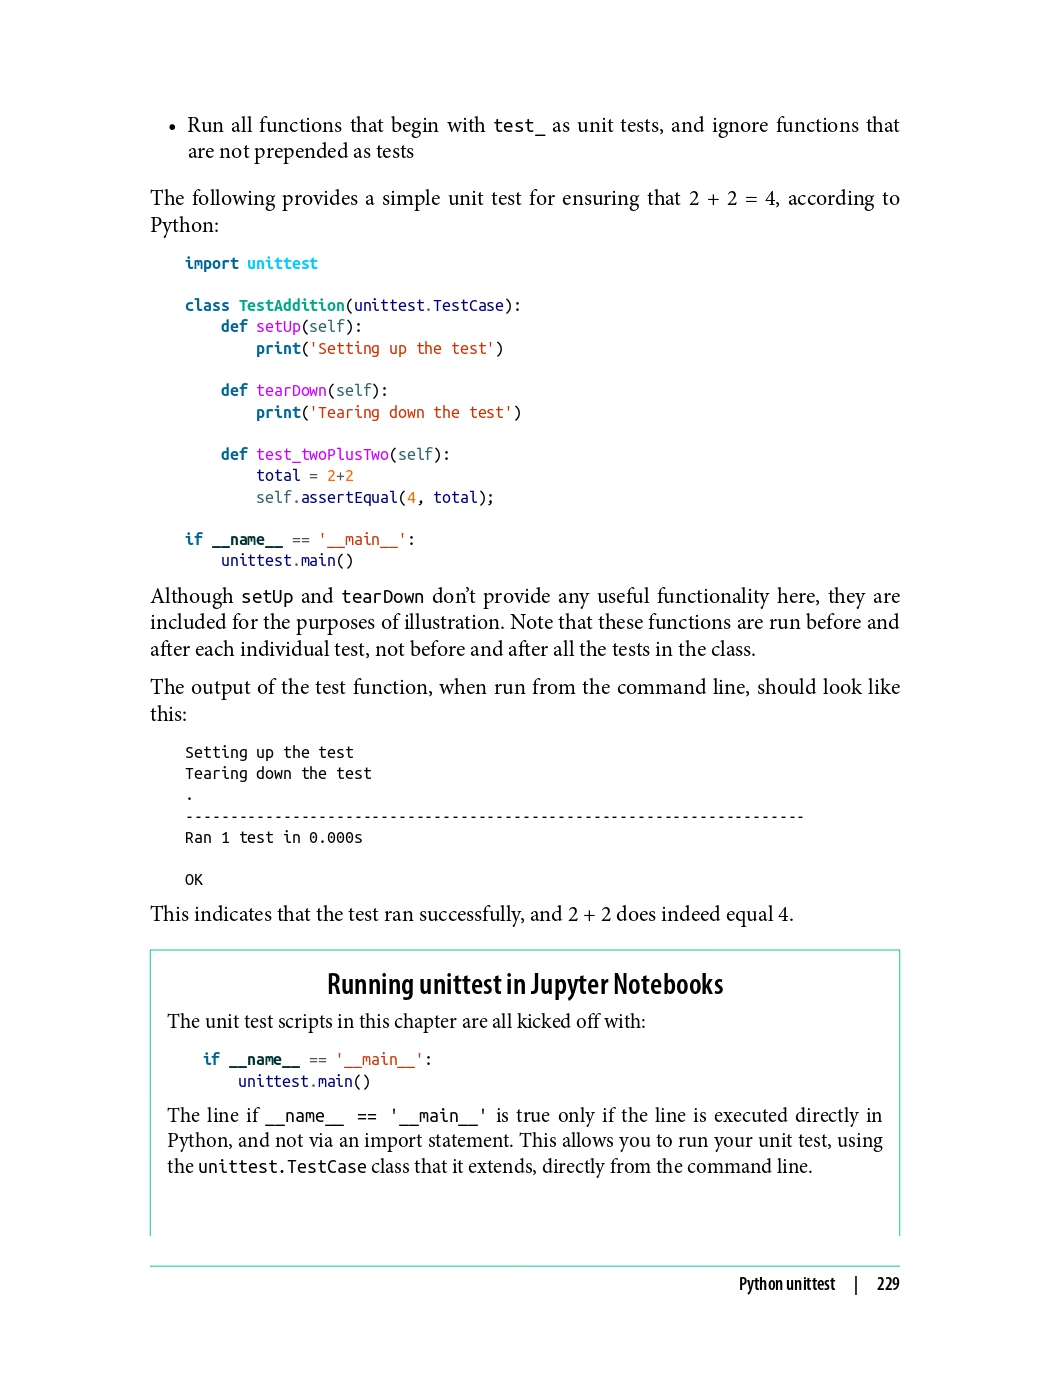 • Run all functions that begin with test_ as unit tests, and ignore functions that
are not prepended as tests
The following provides a simple unit test for ensuring that 2 + 2 = 4, according to
Python:
import unittest
class TestAddition(unittest.TestCase):
    def setUp(self):
        print('Setting up the test')
    def tearDown(self):
        print('Tearing down the test')
    def test_twoPlusTwo(self):
        total = 2+2
        self.assertEqual(4, total);
if __name__ == '__main__':
    unittest.main()
Although setUp and tearDown don’t provide any useful functionality here, they are
included for the purposes of illustration. Note that these functions are run before and
after each individual test, not before and after all the tests in the class.
The output of the test function, when run from the command line, should look like
this:
Setting up the test
Tearing down the test
.
----------------------------------------------------------------------
Ran 1 test in 0.000s
OK
This indicates that the test ran successfully, and 2 + 2 does indeed equal 4.
Running unittest in Jupyter Notebooks
The unit test scripts in this chapter are all kicked off with:
if __name__ == '__main__':
    unittest.main()
The line if __name__ == '__main__' is true only if the line is executed directly in
Python, and not via an import statement. This allows you to run your unit test, using
the unittest.TestCase class that it extends, directly from the command line.
Python unittest | 229